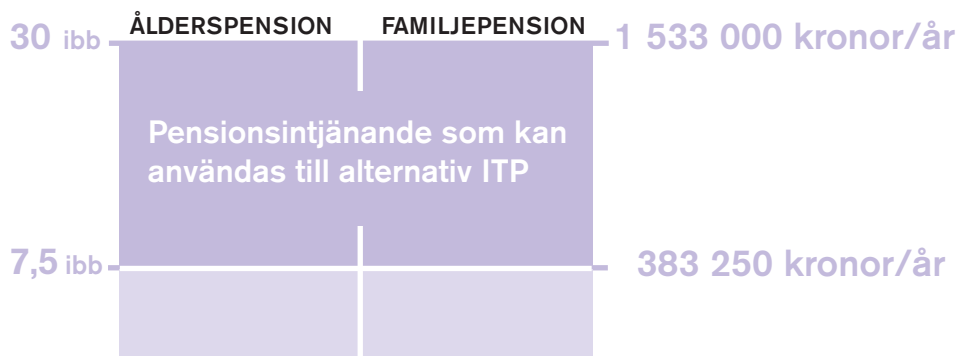 ÅLDERSPENSION FAMILJEPENSION
30 ibb 1 533 000 kronor/år
Pensionsintjänande som kan
användas till alternativ ITP
7,5 ibb 383 250 kronor/år